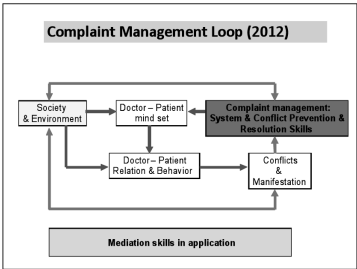 Complaint Management Loop (2012)
Society
& Environment
Doctor – Patient
mind set
Complaint management:
System & Conflict Prevention &
Resolution Skills
Doctor – Patient
Relation & Behavior
Conflicts
&
Manifestation
Mediation skills in application